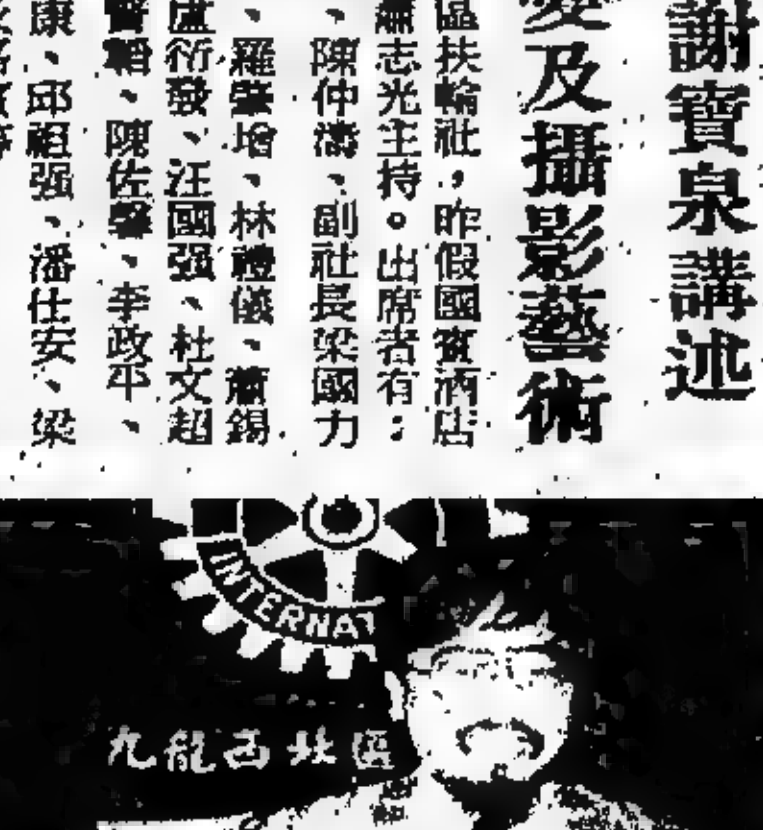 謝寶泉講述
愛及攝影藝術
區扶輪社，昨假國賓酒店
蕭志光主持。出席者有：
、陳仲濤、副社長梁國力
、羅肇增、林禮儀、蕭錫
盧衍發、汪國强、杜文超
、陳佐 、李政平、
康、邱祖强、潘仕安、梁
INTERNAT
九龍西北區